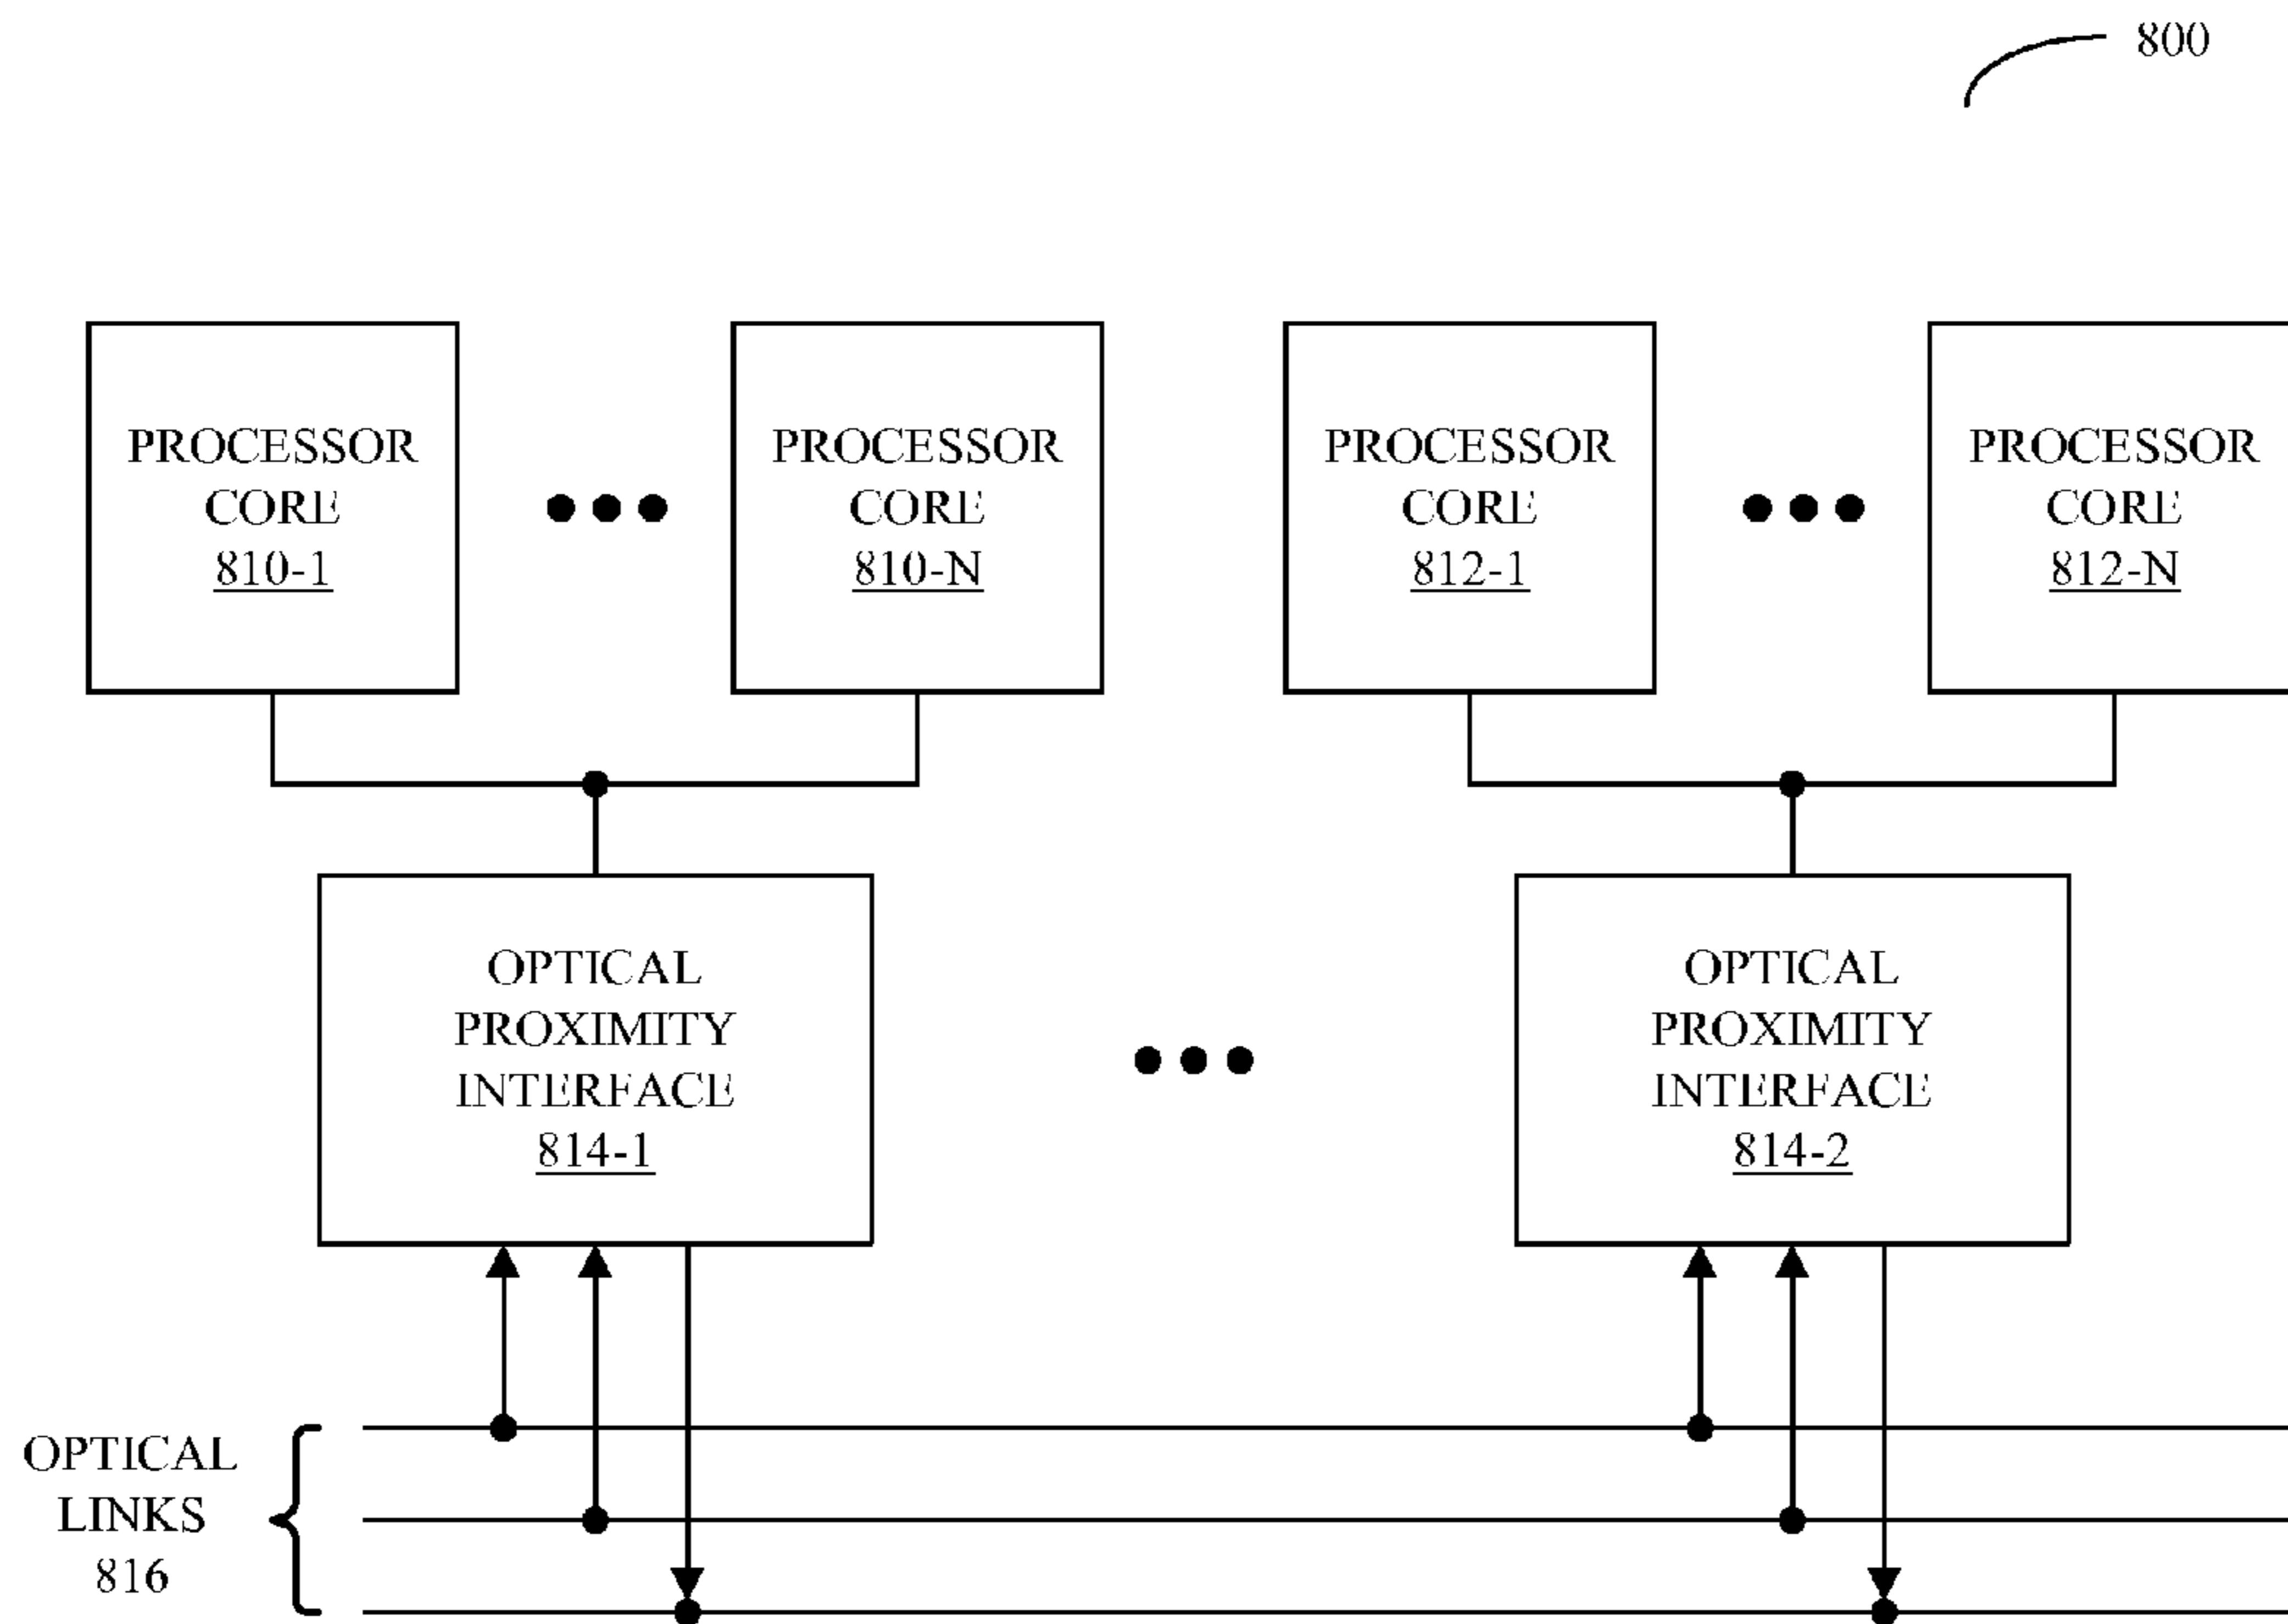 800
PROCESSOR
CORE
810-1
PROCESSOR
CORE
810-N
PROCESSOR
CORE
812-1
PROCESSOR
CORE
812-N
OPTICAL
PROXIMITY
INTERFACE
814-1
OPTICAL
PROXIMITY
INTERFACE
814-2
OPTICAL
LINKS
816